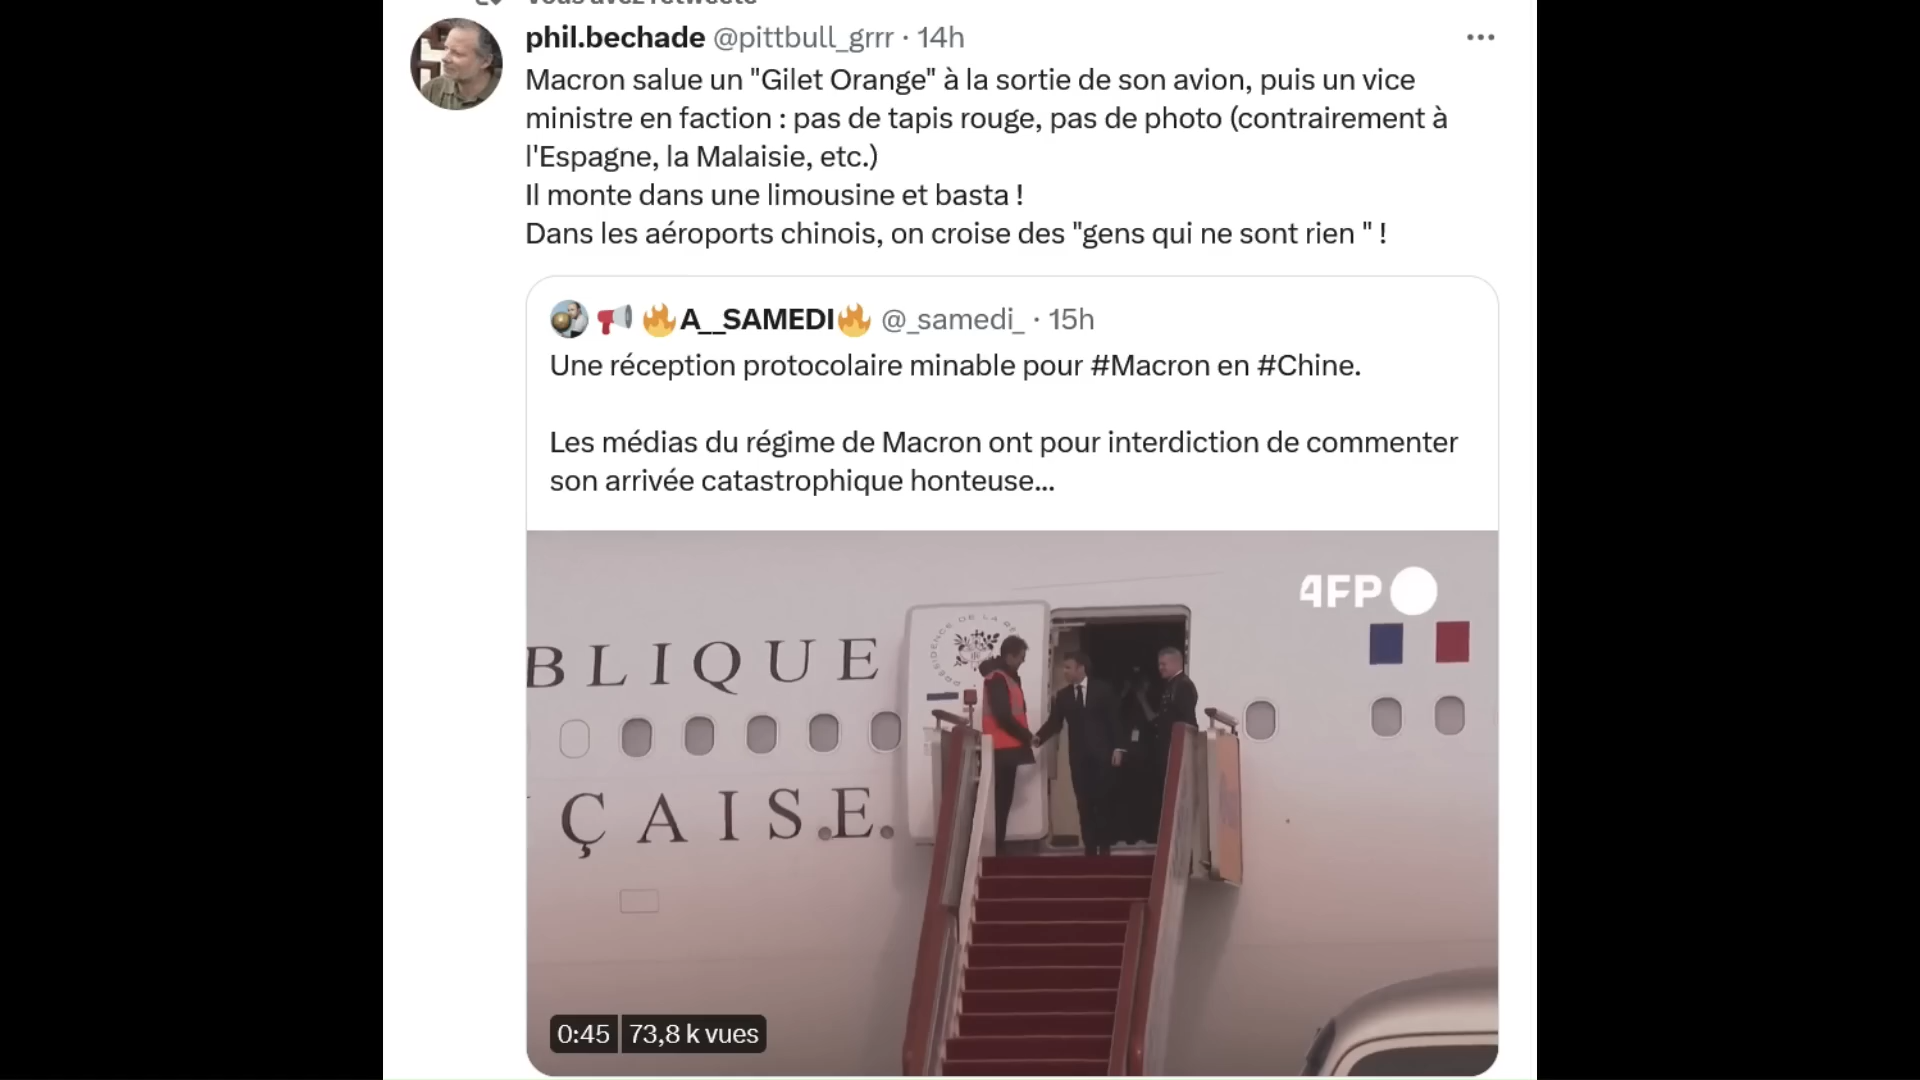 Vous avez retweeté
phil.bechade @pittbull_grrr · 14h
Macron salue un "Gilet Orange" à la sortie de son avion, puis un vice
ministre en faction : pas de tapis rouge, pas de photo (contrairement à
l'Espagne, la Malaisie, etc.)
Il monte dans une limousine et basta !
Dans les aéroports chinois, on croise des "gens qui ne sont rien " !
A__SAMEDI @_samedi_ · 15h
Une réception protocolaire minable pour #Macron en #Chine.
Les médias du régime de Macron ont pour interdiction de commenter
son arrivée catastrophique honteuse...
AFP
BLIQUE
ÇAISE
0:45 73,8 k vues